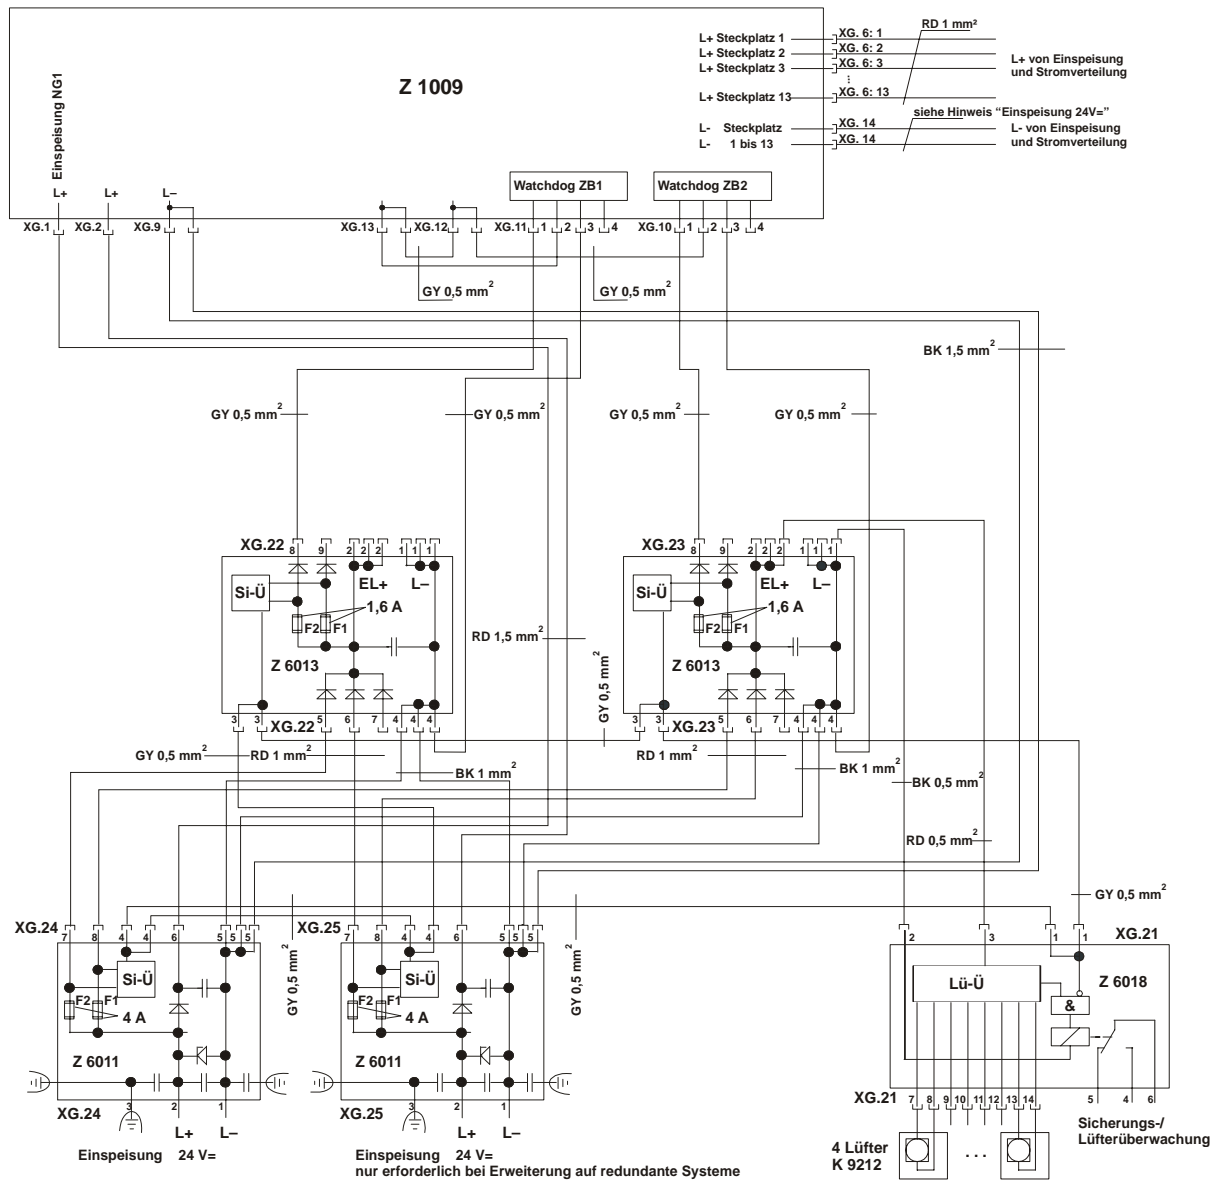 Z 1009
Einspeisung NG1
L+ Steckplatz 1
L+ Steckplatz 2
L+ Steckplatz 3
L+ Steckplatz 13
L- Steckplatz
L- 1 bis 13
XG. 6: 1
XG. 6: 2
XG. 6: 3
...
XG. 6: 13
XG. 14
XG. 14
RD 1 mm²
L+ von Einspeisung
und Stromverteilung
siehe Hinweis “Einspeisung 24V=”
L- von Einspeisung
und Stromverteilung
L+ L+ L–
Watchdog ZB1
Watchdog ZB2
XG.1 XG.2 XG.9 XG.13 XG.12 XG.11 1 2 3 4 XG.10 1 2 3 4
GY 0,5 mm²
GY 0,5 mm²
BK 1,5 mm²
GY 0,5 mm²
GY 0,5 mm²
GY 0,5 mm²
GY 0,5 mm²
XG.22 8 9 2 2 2 1 1 1
EL+ L–
Si-Ü
1,6 A
F2 F1
Z 6013
3 3 XG.22 5 6 7 4 4 4
XG.23 8 9 2 2 2 1 1 1
EL+ L–
Si-Ü
1,6 A
F2 F1
Z 6013
3 3 XG.23 5 6 7 4 4 4
RD 1,5 mm²
GY 0,5 mm²
GY 0,5 mm²
RD 1 mm²
BK 1 mm²
RD 1 mm²
BK 1 mm²
BK 0,5 mm²
RD 0,5 mm²
GY 0,5 mm²
XG.24
7 8 4 4 6 5 5 5
Si-Ü
F2 F1
4 A
Z 6011
XG.24 3 2 1
L+ L–
Einspeisung 24 V=
GY 0,5 mm²
XG.25
7 8 4 4 6 5 5 5
Si-Ü
F2 F1
4 A
Z 6011
XG.25 3 2 1
L+ L–
Einspeisung 24 V=
nur erforderlich bei Erweiterung auf redundante Systeme
GY 0,5 mm²
2 3 1 1 XG.21
Lü-Ü
Z 6018
&
XG.21 7 8 9 10 11 12 13 14 5 4 6
Sicherungs-/
Lüfterüberwachung
4 Lüfter
K 9212
...